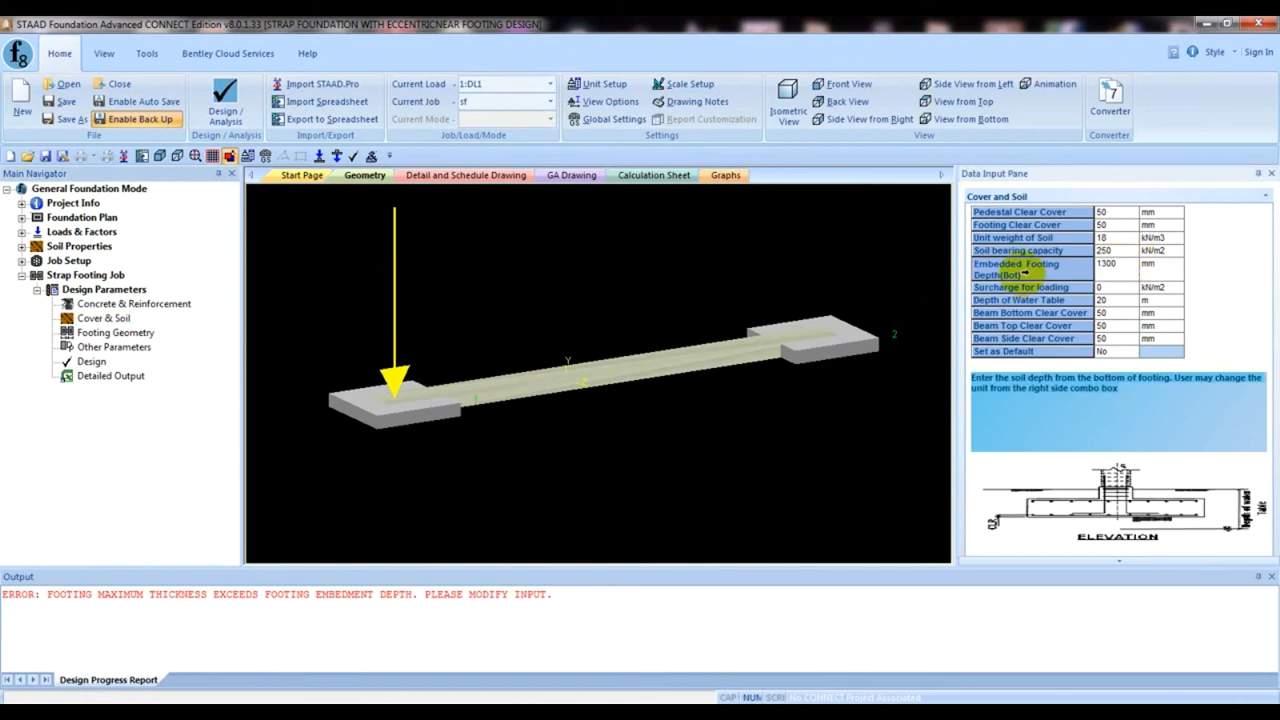 STAAD Foundation Advanced CONNECT Edition v8.0.1.33 [STRAP FOUNDATION WITH ECCENTRICNEAR FOOTING DESIGN]
Home View Tools Bentley Cloud Services Help Style Sign In
New
Open
Save
Save As
Close
Enable Auto Save
Enable Back Up
File
Design / Analysis
Design / Analysis
Import STAAD.Pro
Import Spreadsheet
Export to Spreadsheet
Import/Export
Current Load - 1:DL1
Current Job - sf
Current Mode -
Job/Load/Mode
Unit Setup
View Options
Global Settings
Scale Setup
Drawing Notes
Report Customization
Settings
Isometric View
Front View
Back View
Side View from Right
Side View from Left
View from Top
View from Bottom
Animation
View
Converter
Converter
Main Navigator
General Foundation Mode
Project Info
Foundation Plan
Loads & Factors
Soil Properties
Job Setup
Strap Footing Job
Design Parameters
Concrete & Reinforcement
Cover & Soil
Footing Geometry
Other Parameters
Design
Detailed Output
Start Page Geometry Detail and Schedule Drawing GA Drawing Calculation Sheet Graphs
Y
1
2
Data Input Pane
Cover and Soil
Pedestal Clear Cover 50 mm
Footing Clear Cover 50 mm
Unit weight of Soil 18 kN/m3
Soil bearing capacity 250 kN/m2
Embedded Footing Depth(Bot) 1300 mm
Surcharge for loading 0 kN/m2
Depth of Water Table 20 m
Beam Bottom Clear Cover 50 mm
Beam Top Clear Cover 50 mm
Beam Side Clear Cover 50 mm
Set as Default No
Enter the soil depth from the bottom of footing. User may change the
unit from the right side combo box
ELEVATION
Output
ERROR: FOOTING MAXIMUM THICKNESS EXCEEDS FOOTING EMBEDMENT DEPTH. PLEASE MODIFY INPUT.
Design Progress Report
CAP NUM SCRI No CONNECT Project Associated